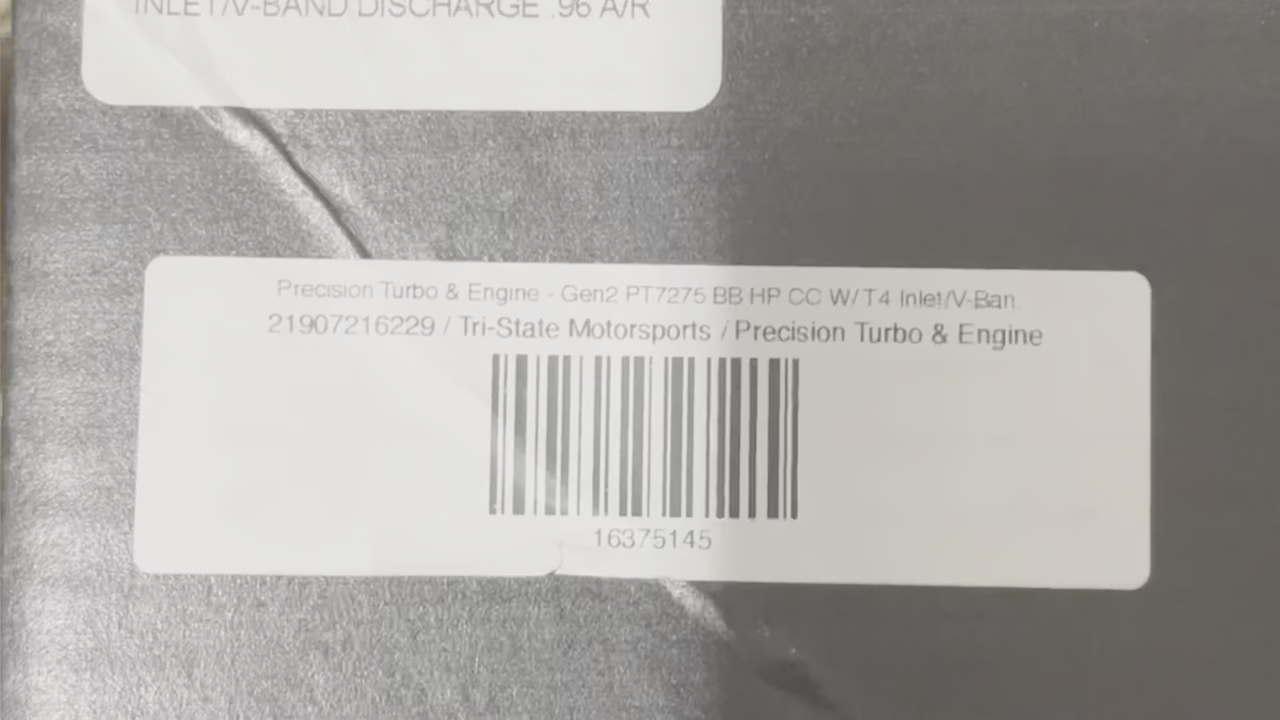 INLET/V-BAND DISCHARGE .96 A/R
Precision Turbo & Engine - Gen2 PT7275 BB HP CC W/T4 Inlet/V-Ban.
21907216229 / Tri-State Motorsports / Precision Turbo & Engine
16375145